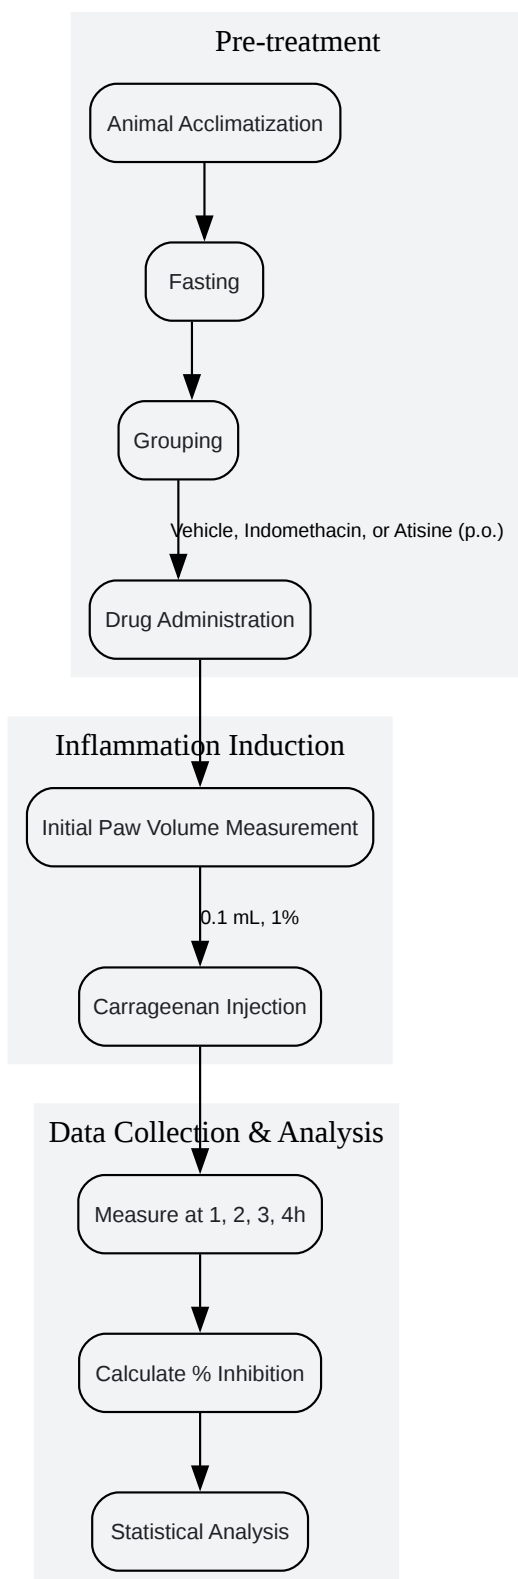 Pre-treatment
Animal Acclimatization
Fasting
Grouping
Vehicle, Indomethacin, or Atisine (p.o.)
Drug Administration
Inflammation Induction
Initial Paw Volume Measurement
0.1 mL, 1%
Carrageenan Injection
Data Collection & Analysis
Measure at 1, 2, 3, 4h
Calculate % Inhibition
Statistical Analysis